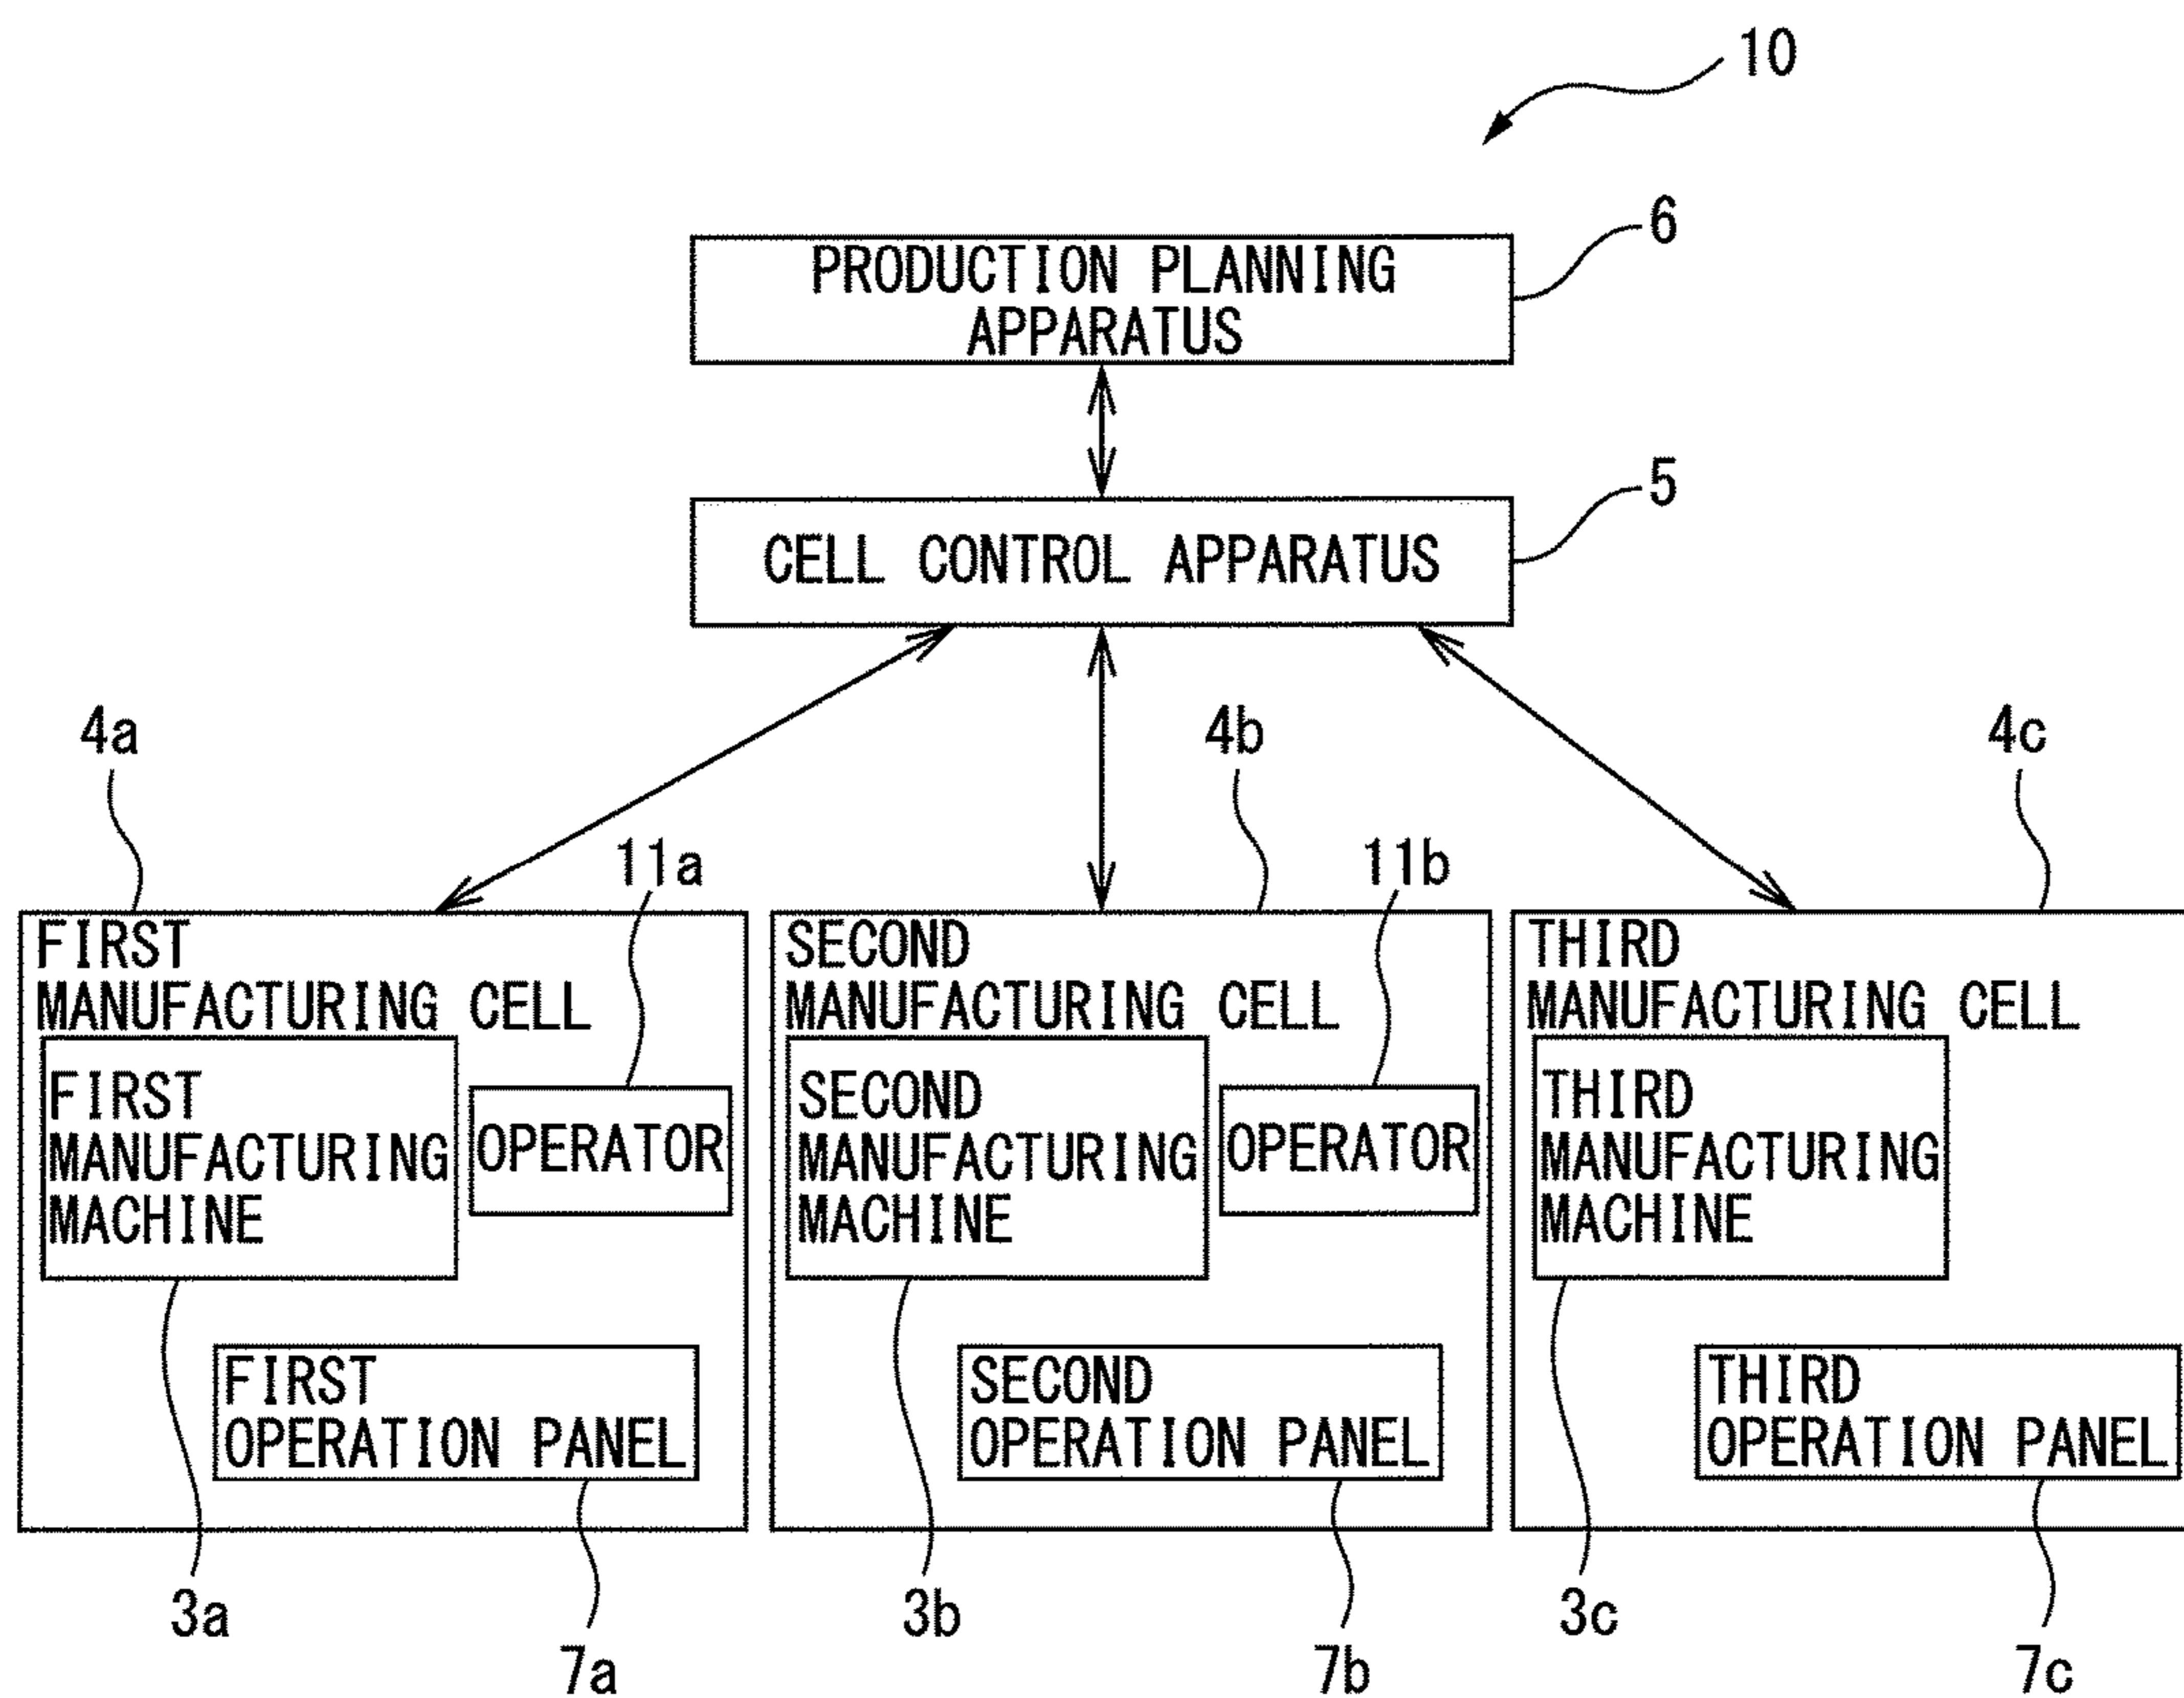 10
6
PRODUCTION PLANNING
APPARATUS
5
CELL CONTROL APPARATUS
4a
4b
4c
11a
11b
FIRST
MANUFACTURING CELL
FIRST
MANUFACTURING
MACHINE
OPERATOR
FIRST
OPERATION PANEL
SECOND
MANUFACTURING CELL
SECOND
MANUFACTURING
MACHINE
OPERATOR
SECOND
OPERATION PANEL
THIRD
MANUFACTURING CELL
THIRD
MANUFACTURING
MACHINE
THIRD
OPERATION PANEL
3a
7a
3b
7b
3c
7c